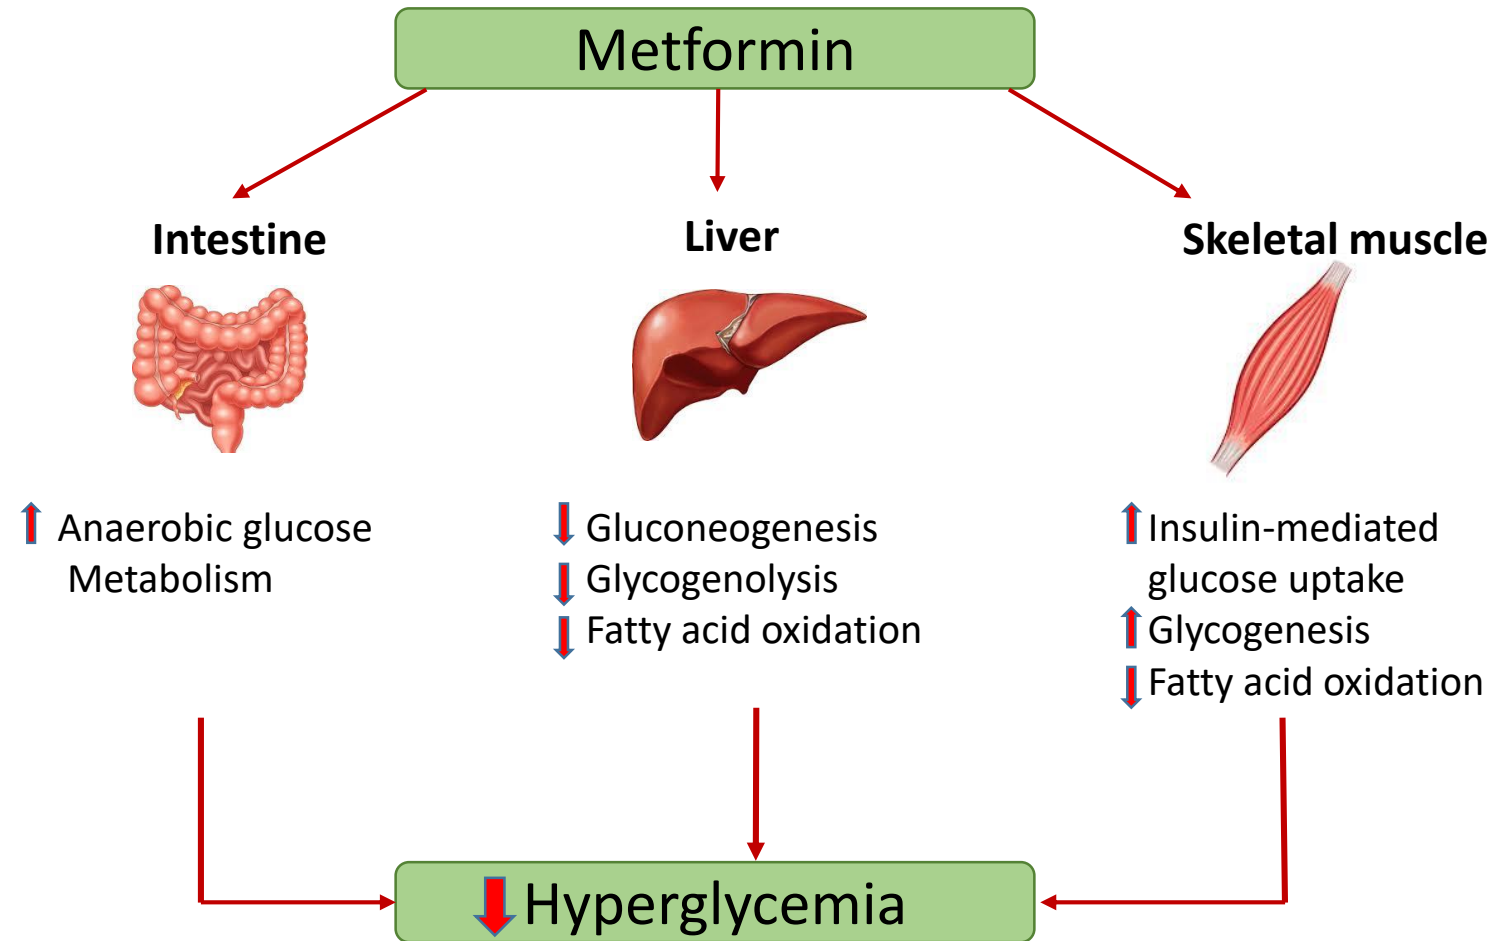 Metformin
Intestine
Liver
Skeletal muscle
Anaerobic glucose
Metabolism
Gluconeogenesis
Glycogenolysis
Fatty acid oxidation
Insulin-mediated
glucose uptake
Glycogenesis
Fatty acid oxidation
Hyperglycemia